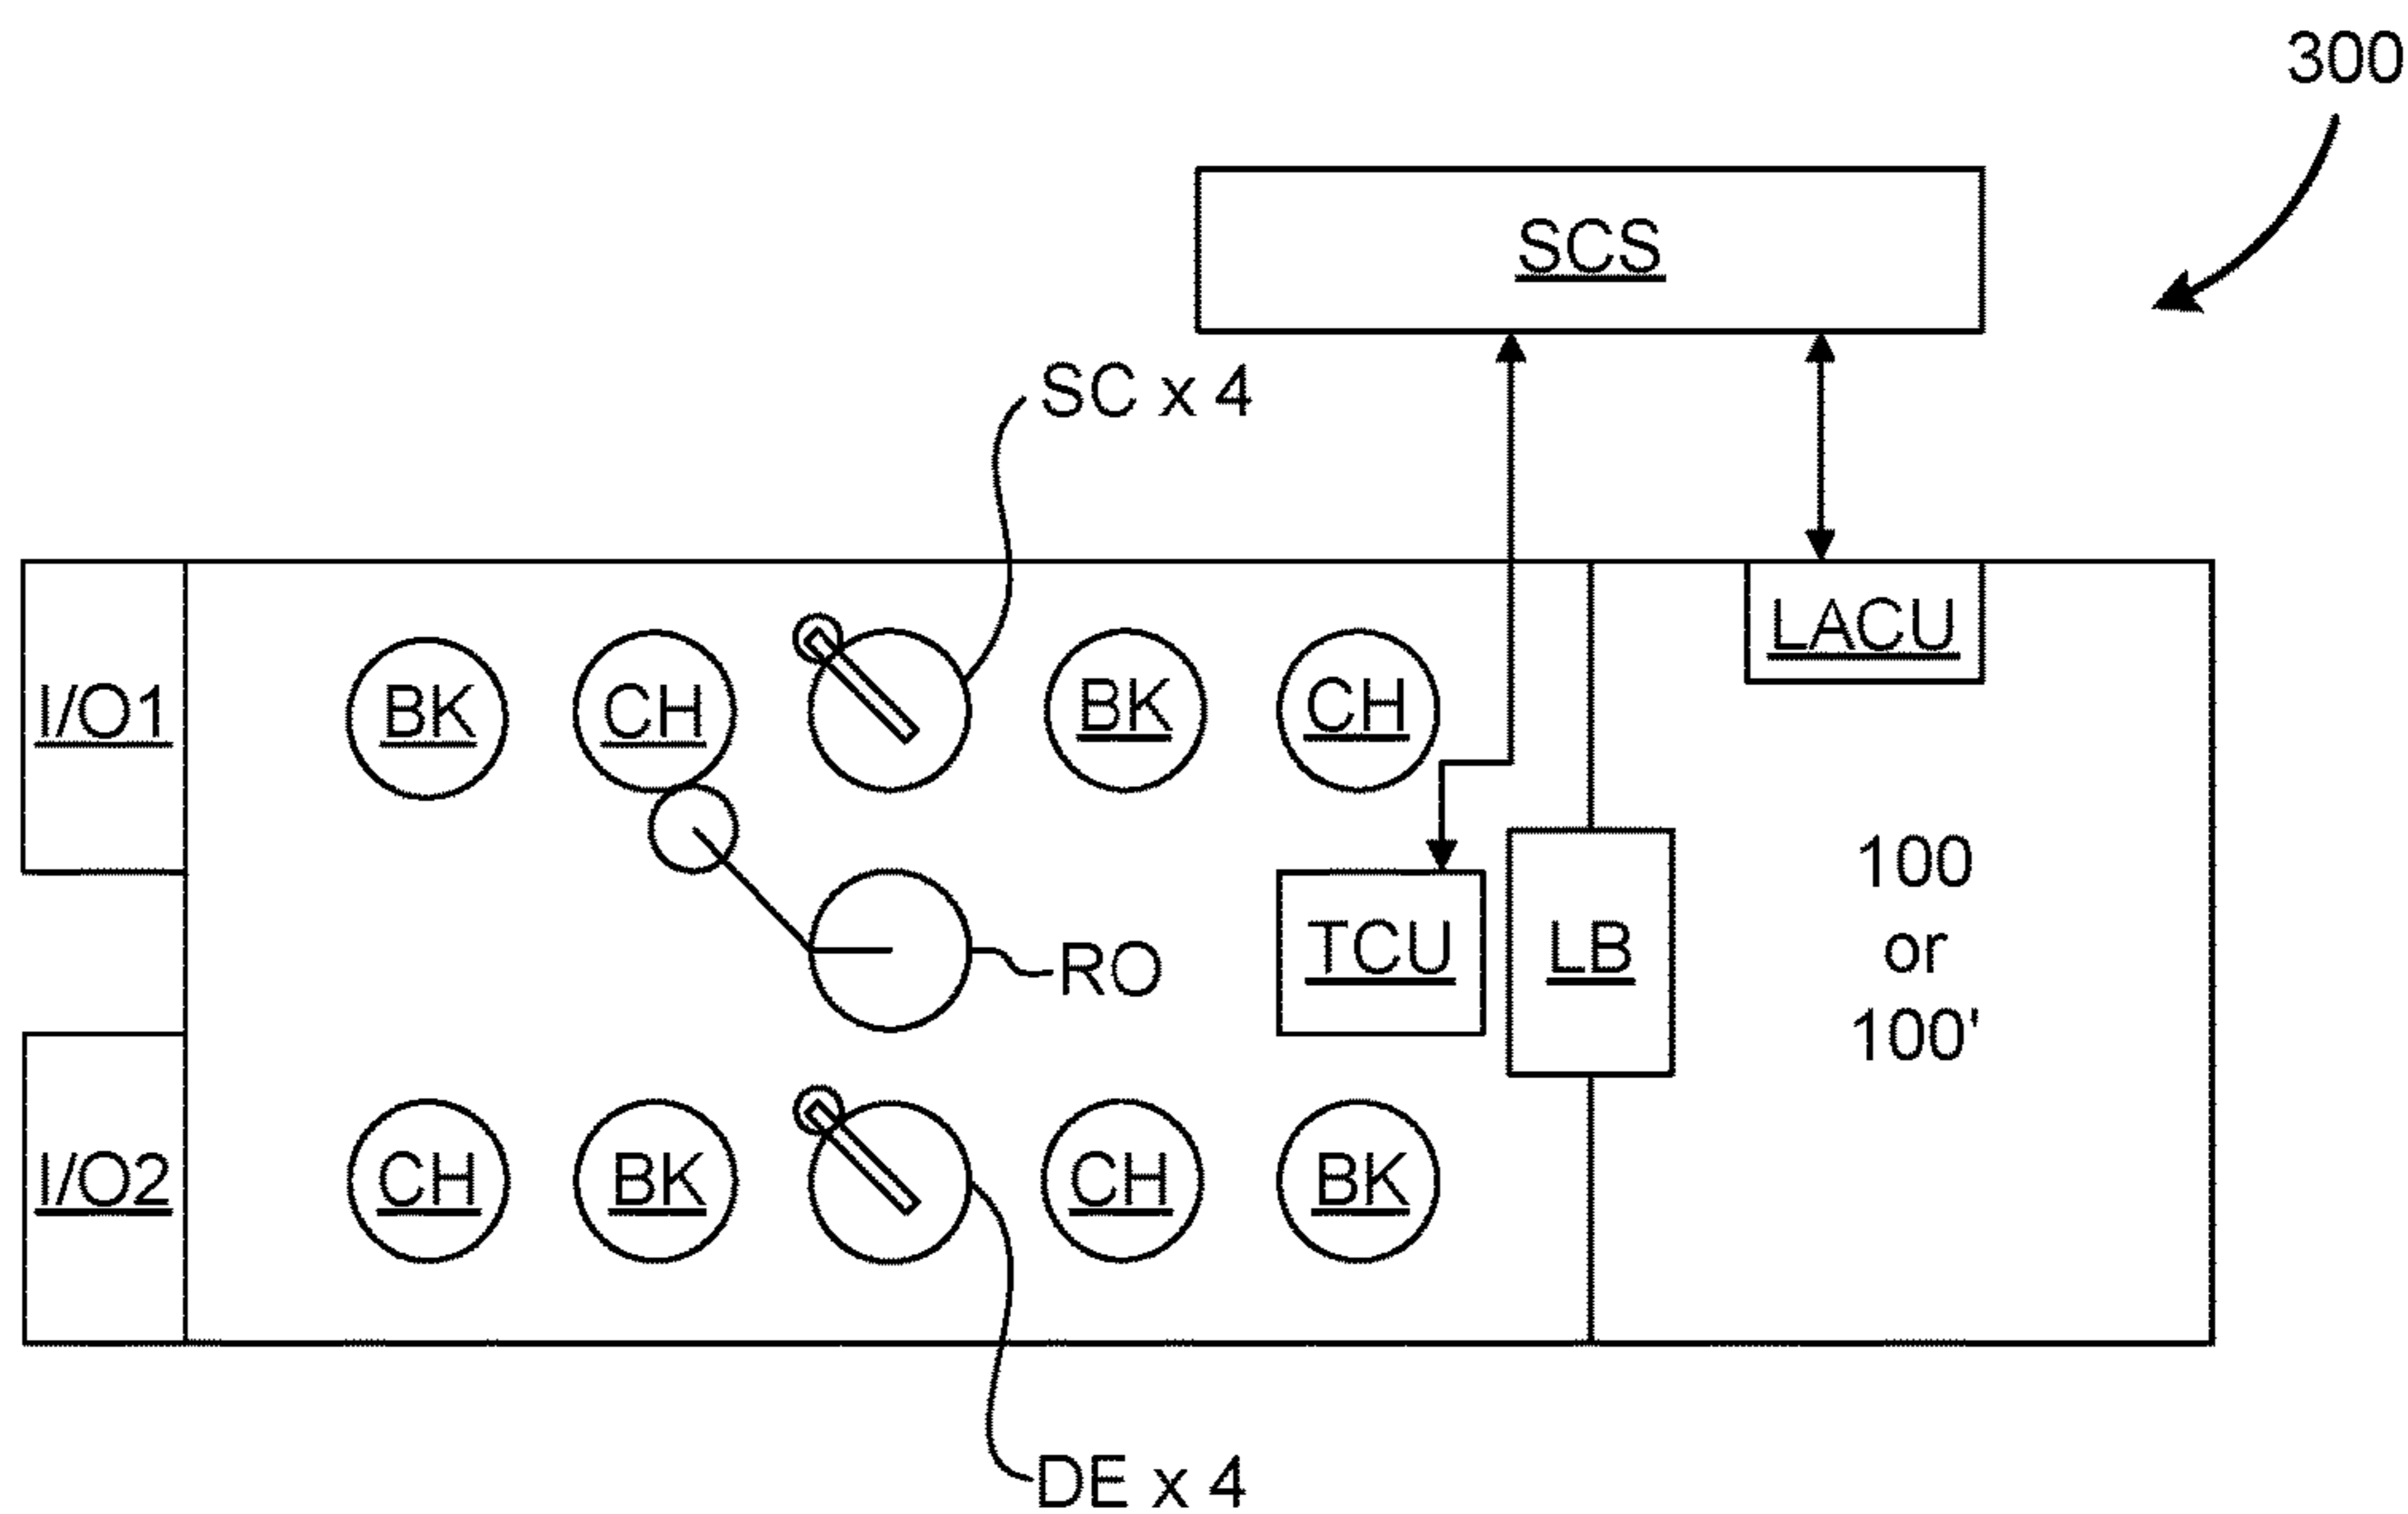 300
SCS
SC x 4
LACU
I/O1
BK
CH
BK
CH
100
or
100'
TCU
LB
RO
I/O2
CH
BK
CH
BK
DE x 4